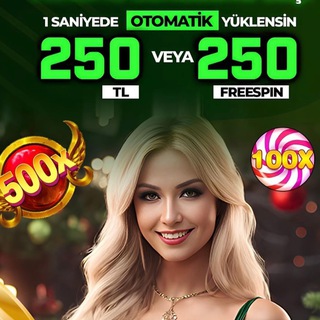 1 SANİYEDE OTOMATİK YÜKLENSİN
250 VEYA 250
TL FREESPIN
500X
100X